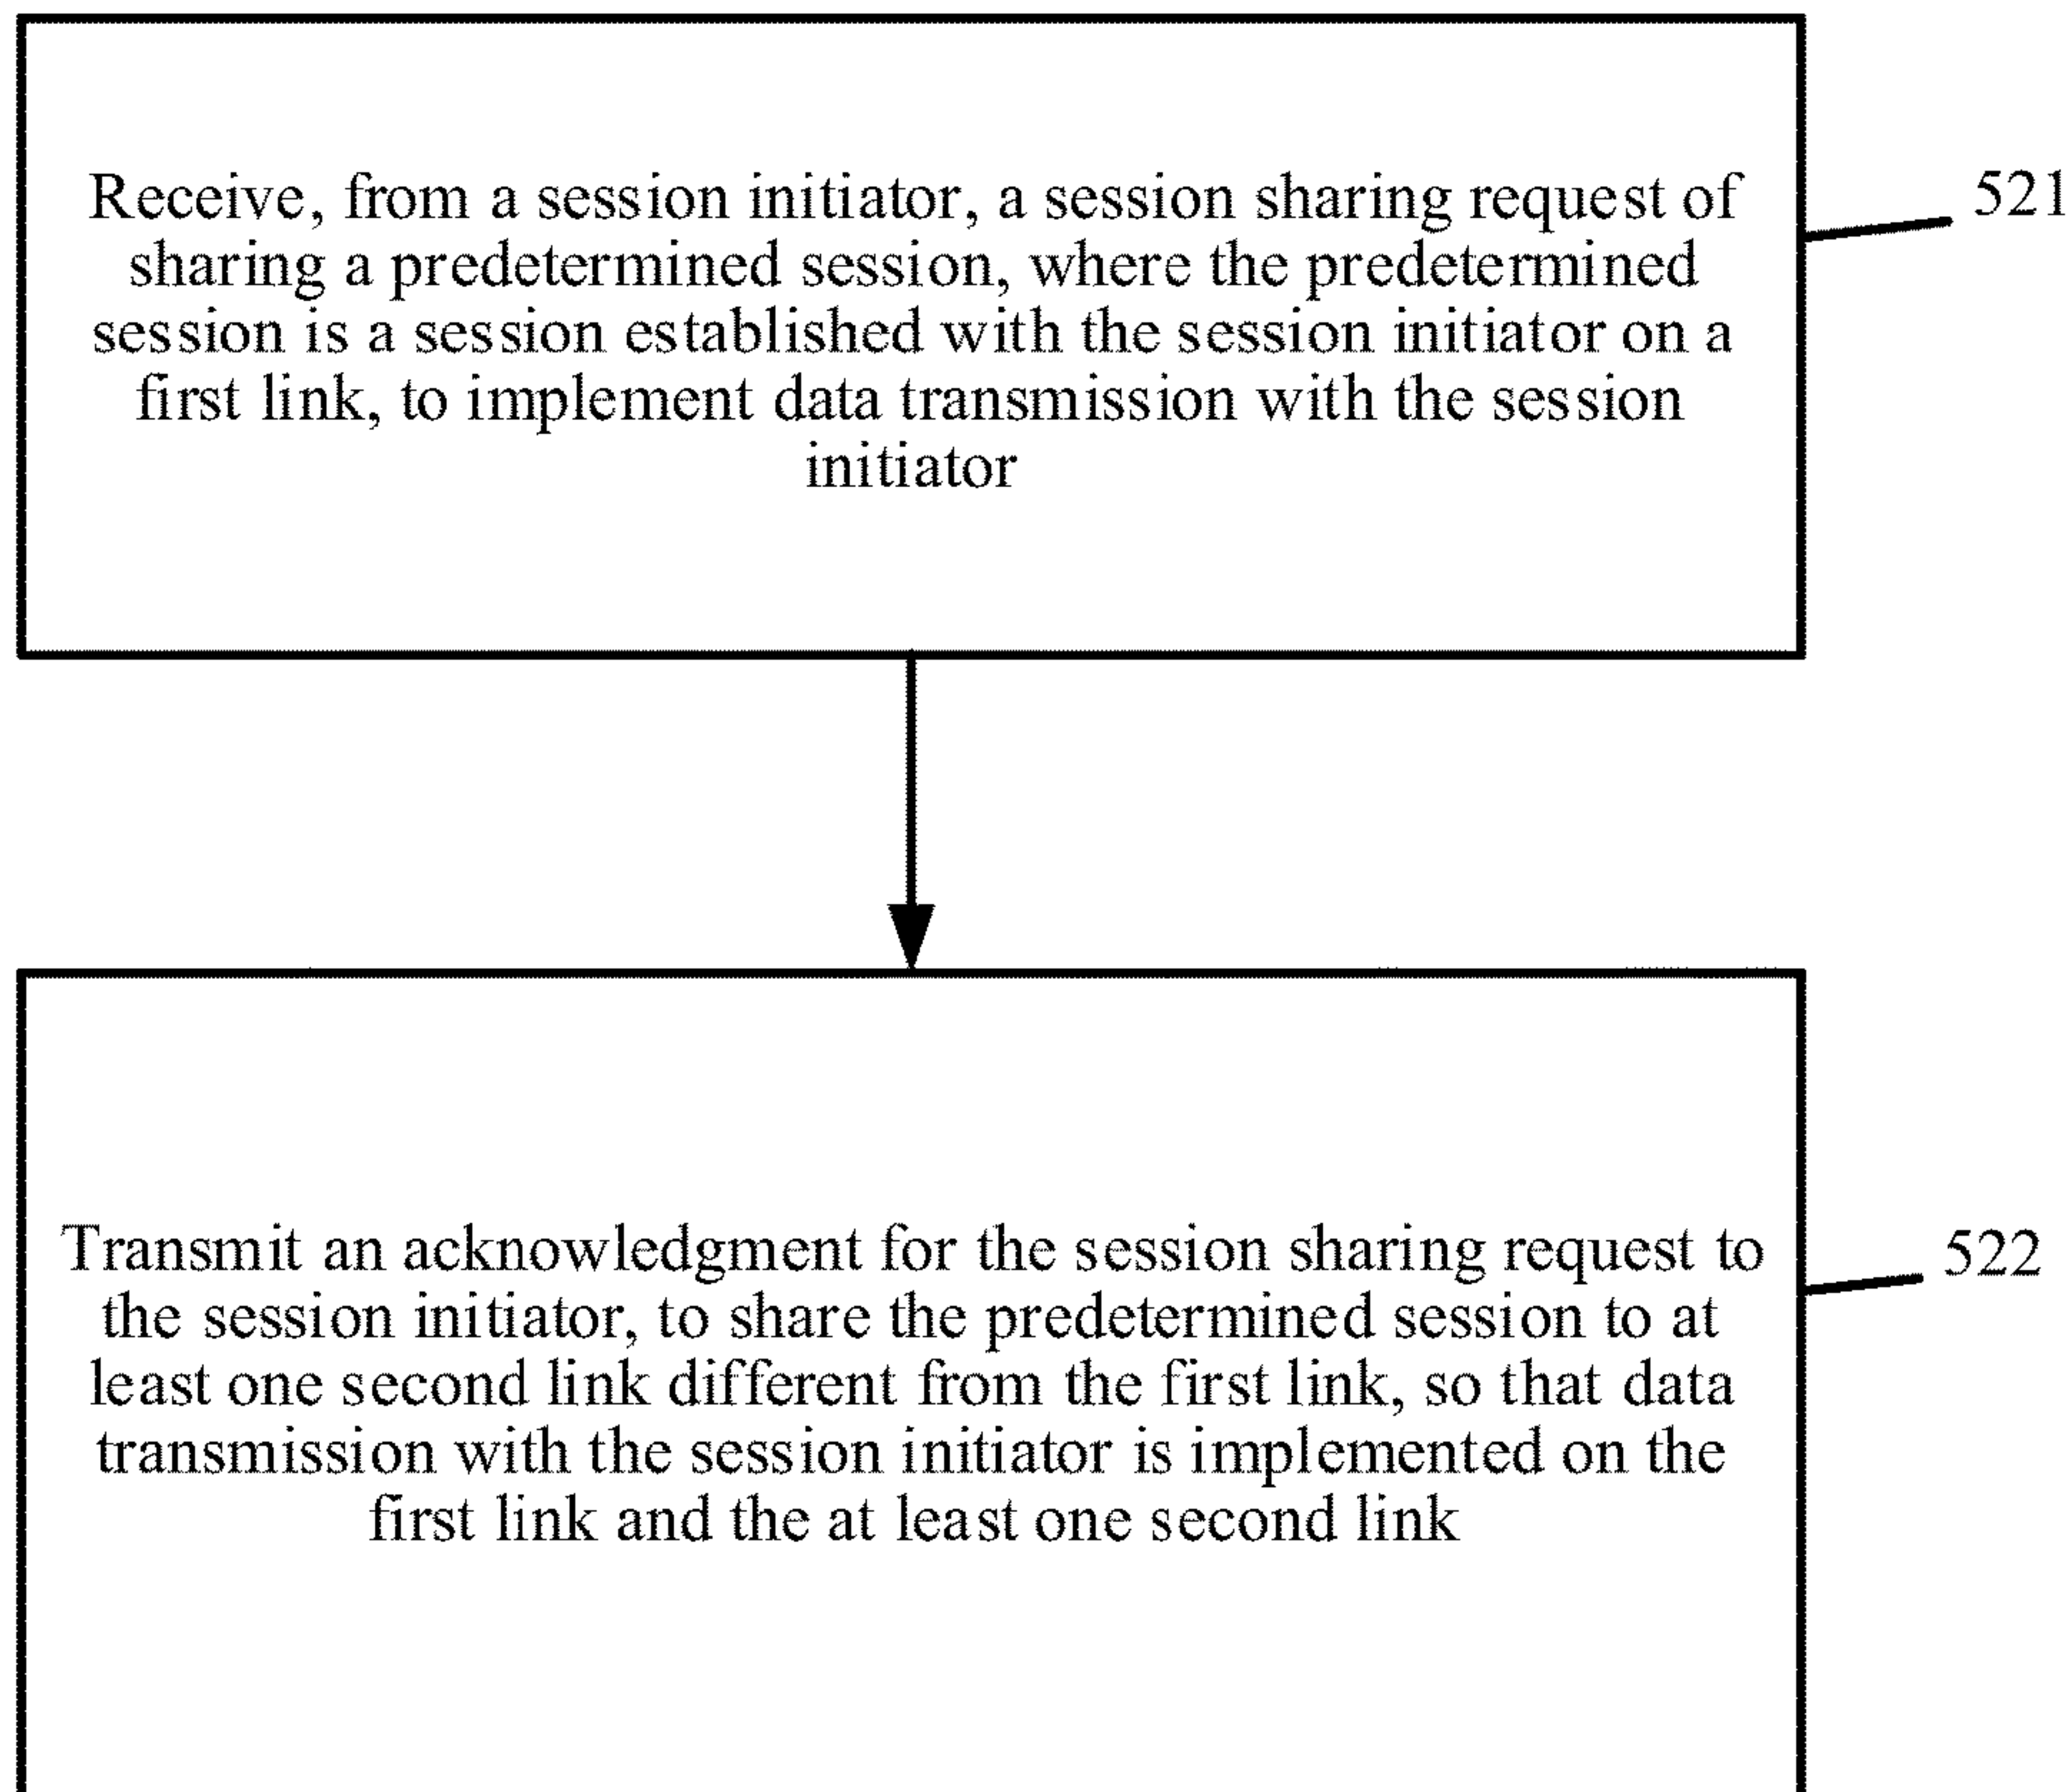 Receive, from a session initiator, a session sharing request of
sharing a predetermined session, where the predetermined
session is a session established with the session initiator on a
first link, to implement data transmission with the session
initiator
521
Transmit an acknowledgment for the session sharing request to
the session initiator, to share the predetermined session to at
least one second link different from the first link, so that data
transmission with the session initiator is implemented on the
first link and the at least one second link
522